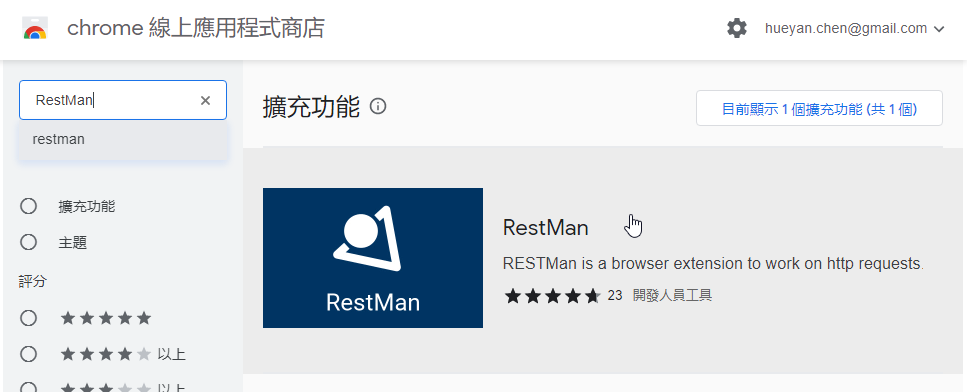 chrome 線上應用程式商店
hueyan.chen@gmail.com
RestMan
restman
擴充功能
主題
評分
以上
以上
擴充功能
目前顯示 1 個擴充功能 (共 1 個)
RestMan
RestMan
RESTMan is a browser extension to work on http requests.
23 開發人員工具